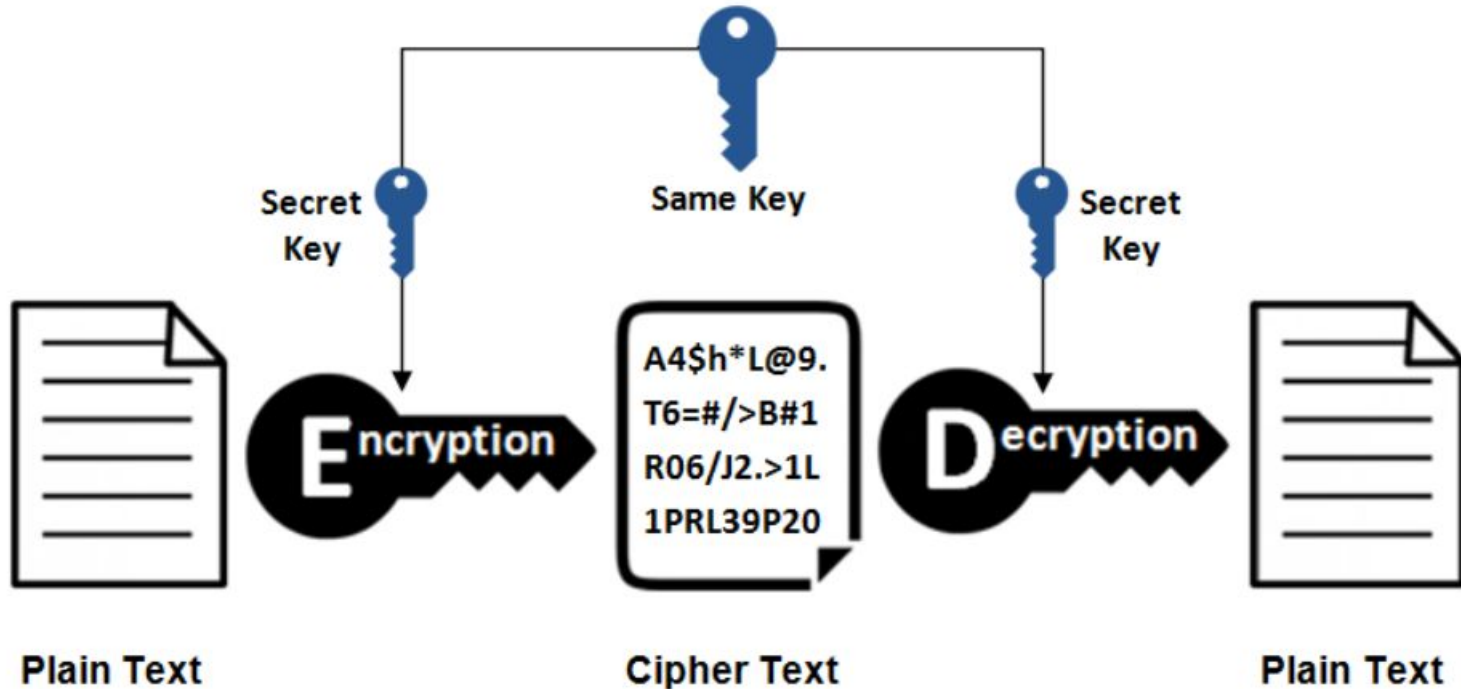 Same Key
Secret
Key
Secret
Key
Encryption
A4$h*L@9.
T6=#/>B#1
R06/J2.>1L
1PRL39P20
Decryption
Plain Text
Cipher Text
Plain Text